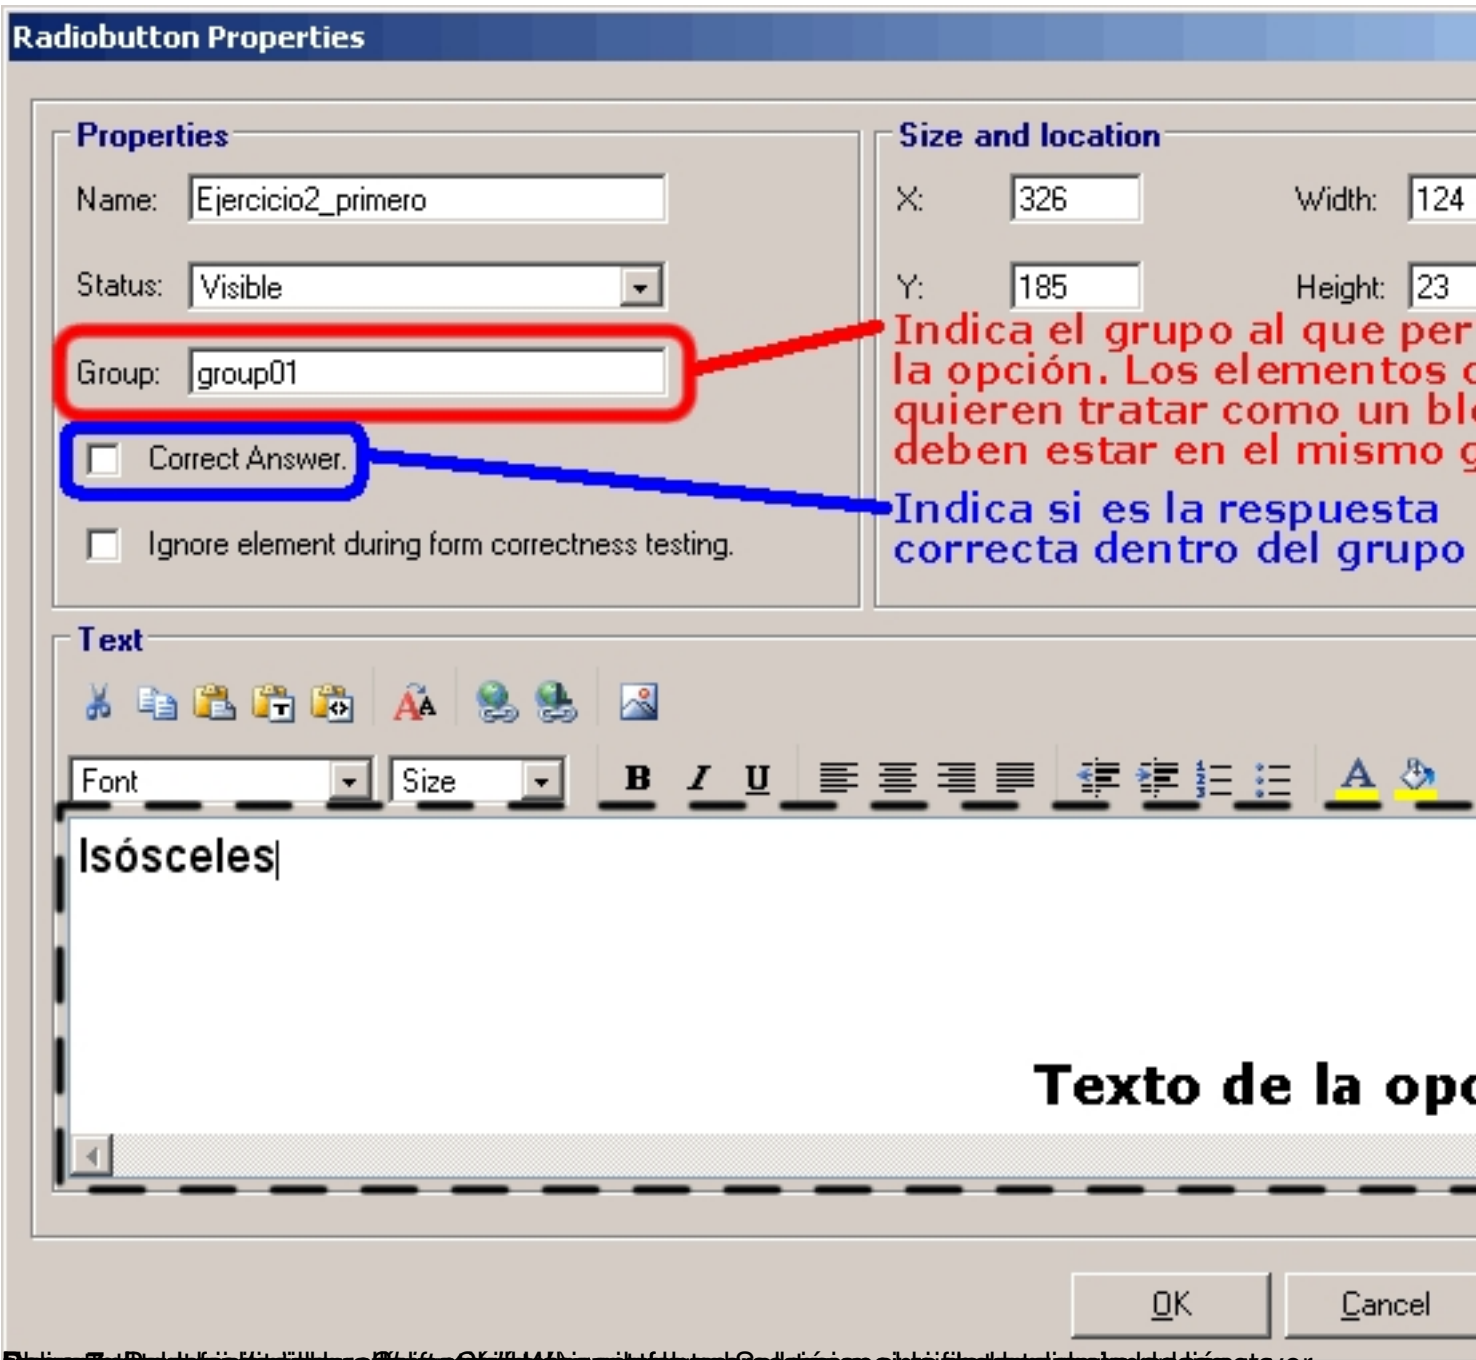 Radiobutton Properties
Properties
Name: Ejercicio2_primero
Status: Visible
Group: group01
Correct Answer.
Ignore element during form correctness testing.
Size and location
X: 326 Width: 124
Y: 185 Height: 23
Indica el grupo al que per
la opción. Los elementos
quieren tratar como un bl
deben estar en el mismo
Indica si es la respuesta
correcta dentro del grupo
Text
Font Size B I U
Isósceles
Texto de la opc
OK Cancel